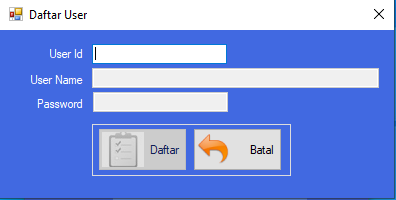 Daftar User
User Id
User Name
Password
Daftar
Batal